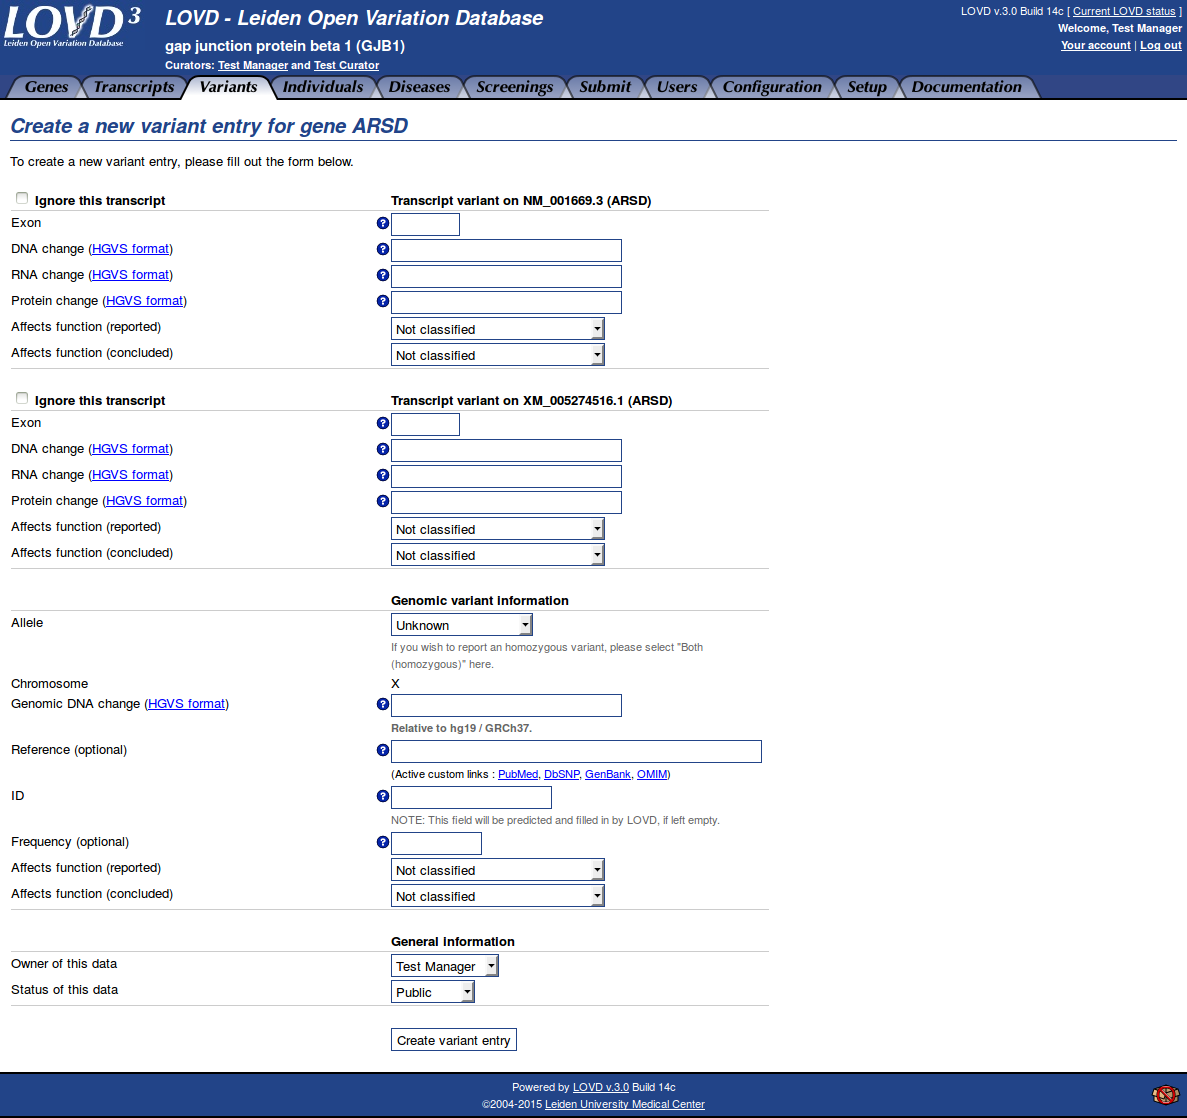 LOVD 3
Leiden Open Variation Database
LOVD - Leiden Open Variation Database
gap junction protein beta 1 (GJB1)
Curators: Test Manager and Test Curator
LOVD v.3.0 Build 14c [ Current LOVD status ]
Welcome, Test Manager
Your account | Log out
Genes Transcripts Variants Individuals Diseases Screenings Submit Users Configuration Setup Documentation
Create a new variant entry for gene ARSD
To create a new variant entry, please fill out the form below.
Ignore this transcript Transcript variant on NM_001669.3 (ARSD)
Exon ?
DNA change (HGVS format) ?
RNA change (HGVS format) ?
Protein change (HGVS format) ?
Affects function (reported) Not classified
Affects function (concluded) Not classified
Ignore this transcript Transcript variant on XM_005274516.1 (ARSD)
Exon ?
DNA change (HGVS format) ?
RNA change (HGVS format) ?
Protein change (HGVS format) ?
Affects function (reported) Not classified
Affects function (concluded) Not classified
Genomic variant information
Allele Unknown
If you wish to report an homozygous variant, please select "Both
(homozygous)" here.
Chromosome X
Genomic DNA change (HGVS format) ?
Relative to hg19 / GRCh37.
Reference (optional) ?
(Active custom links : PubMed, DbSNP, GenBank, OMIM)
ID ?
NOTE: This field will be predicted and filled in by LOVD, if left empty.
Frequency (optional) ?
Affects function (reported) Not classified
Affects function (concluded) Not classified
General information
Owner of this data Test Manager
Status of this data Public
Create variant entry
Powered by LOVD v.3.0 Build 14c
©2004-2015 Leiden University Medical Center